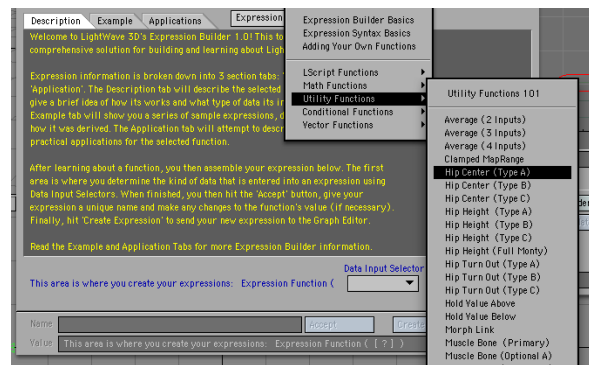 Description Example Applications Expression
Welcome to LightWave 3D's Expression Builder 1.0! This to
comprehensive solution for building and learning about Ligh
Expression information is broken down into 3 section tabs: '
'Application'. The Description tab will describe the selected
give a brief idea of how its works and what type of data its ir
Example tab will show you a series of sample expressions, d
how it was derived. The Application tab will attempt to descr
practical applications for the selected function.
After learning about a function, you then assemble your expression below. The first
area is where you determine the kind of data that is entered into an expression using
Data Input Selectors. When finished, you then hit the 'Accept' button, give your
expression a unique name and make any changes to the function's value (if necessary).
Finally, hit 'Create Expression' to send your new expression to the Graph Editor.
Read the Example and Application Tabs for more Expression Builder information.
Data Input Selector
This area is where you create your expressions: Expression Function (
Name Accept Create
Value This area is where you create your expressions: Expression Function ( [ ? ] )
Expression Builder Basics
Expression Syntax Basics
Adding Your Own Functions
LScript Functions
Math Functions
Utility Functions
Conditional Functions
Vector Functions
Utility Functions 101
Average (2 Inputs)
Average (3 Inputs)
Average (4 Inputs)
Clamped MapRange
Hip Center (Type A)
Hip Center (Type B)
Hip Center (Type C)
Hip Height (Type A)
Hip Height (Type B)
Hip Height (Type C)
Hip Height (Full Monty)
Hip Turn Out (Type A)
Hip Turn Out (Type B)
Hip Turn Out (Type C)
Hold Value Above
Hold Value Below
Morph Link
Muscle Bone (Primary)
Muscle Bone (Optional A)